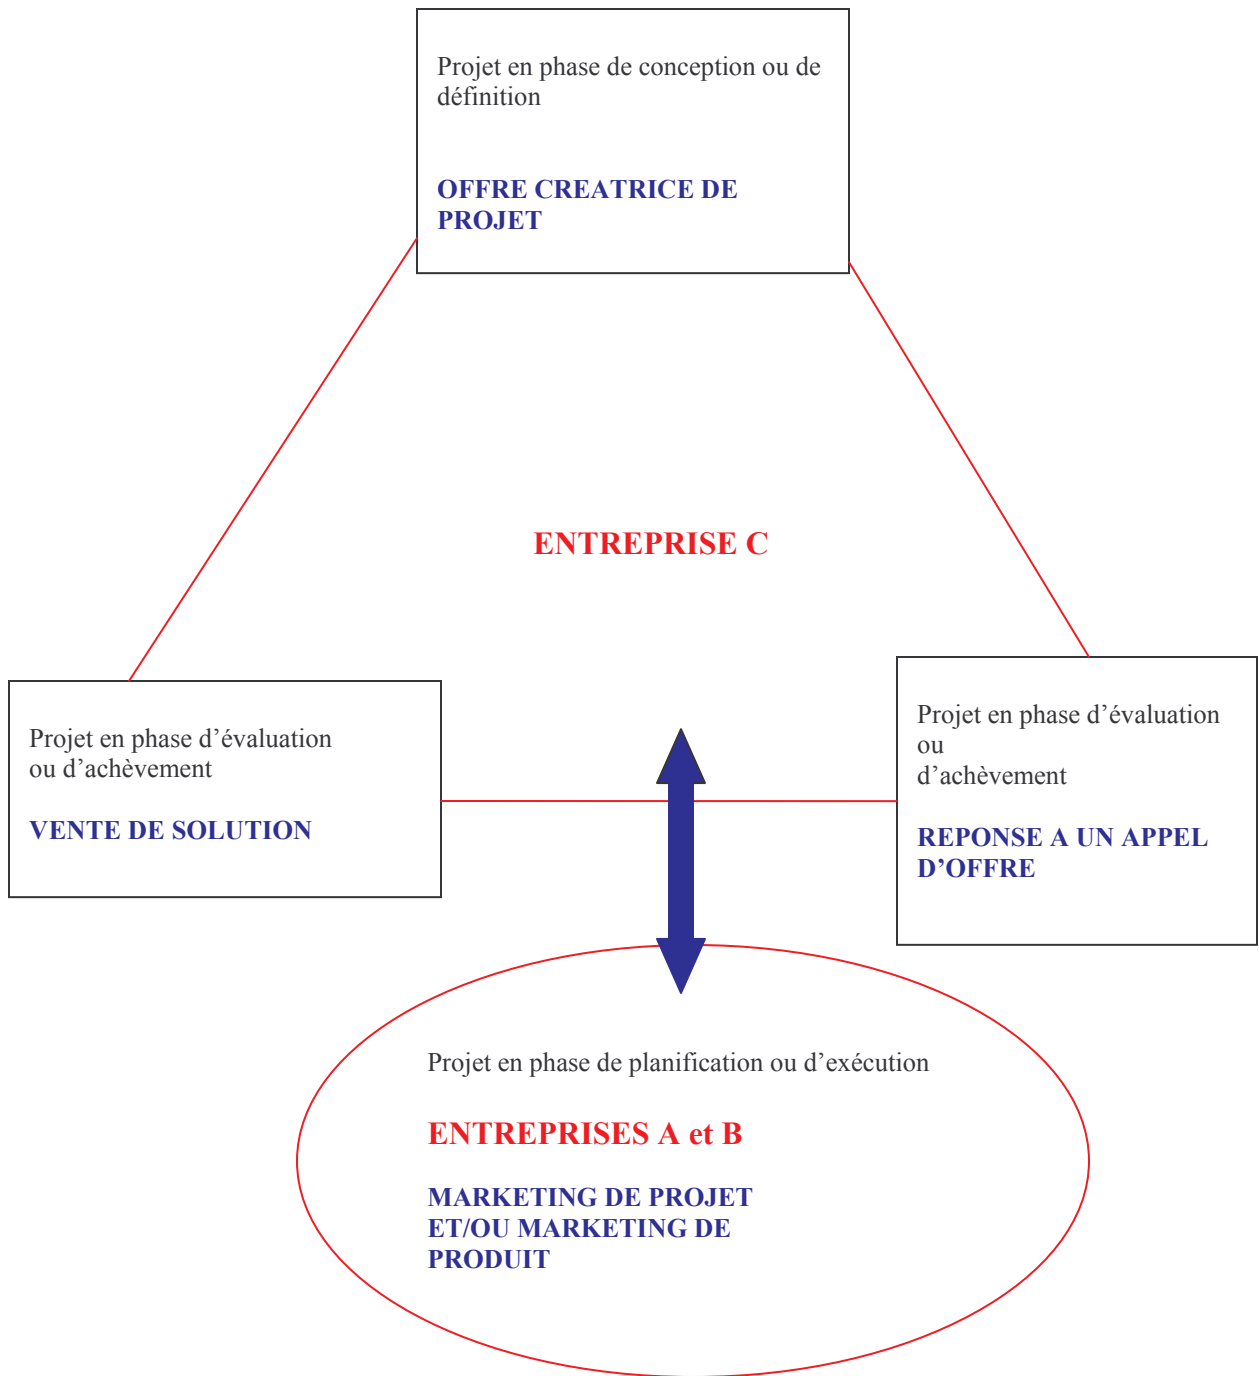 Projet en phase de conception ou de
définition
OFFRE CREATRICE DE
PROJET
ENTREPRISE C
Projet en phase d’évaluation
ou d’achèvement
VENTE DE SOLUTION
Projet en phase d’évaluation
ou
d’achèvement
REPONSE A UN APPEL
D’OFFRE
Projet en phase de planification ou d’exécution
ENTREPRISES A et B
MARKETING DE PROJET
ET/OU MARKETING DE
PRODUIT